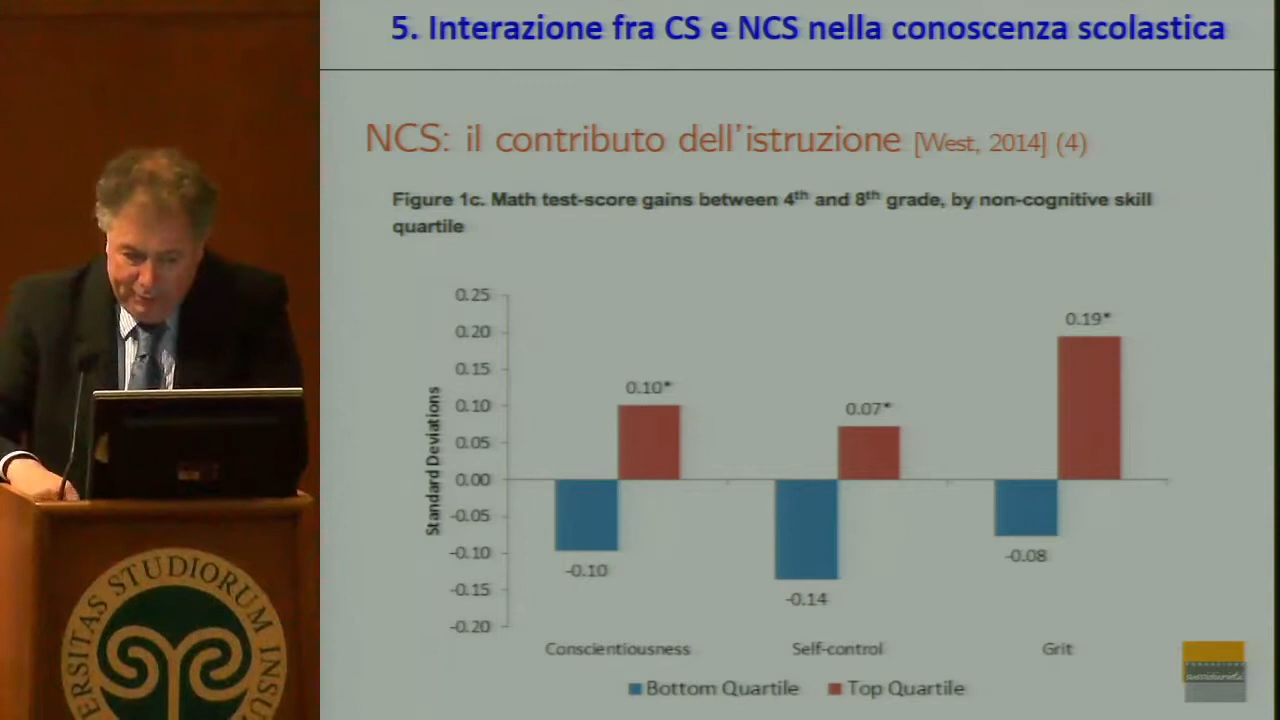 5. Interazione fra CS e NCS nella conoscenza scolastica
NCS: il contributo dell'istruzione [West, 2014] (4)
Figure 1c. Math test-score gains between 4th and 8th grade, by non-cognitive skill
quartile
Standard Deviations
0.25
0.20
0.15
0.10
0.05
0.00
-0.05
-0.10
-0.15
-0.20
0.10*
0.07*
0.19*
-0.10
-0.14
-0.08
Conscientiousness
Self-control
Grit
Bottom Quartile
Top Quartile
STUDIORUM